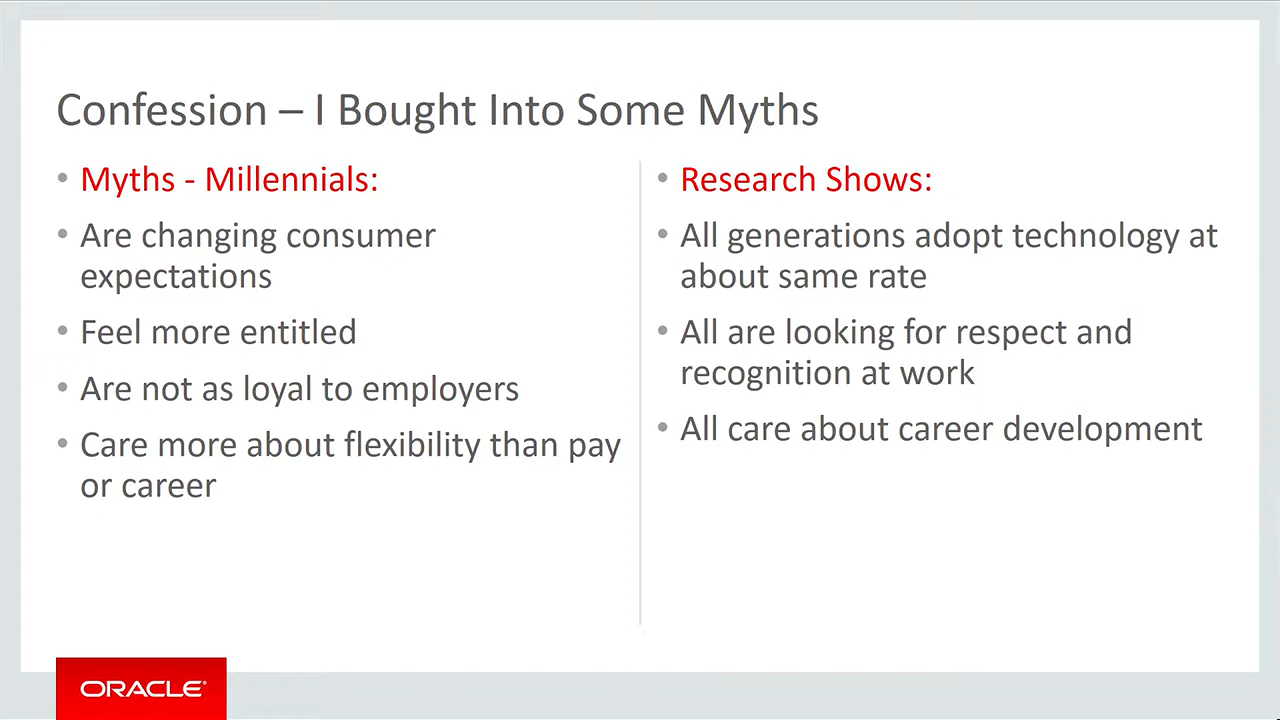 Confession – I Bought Into Some Myths
• Myths - Millennials:
• Are changing consumer
expectations
• Feel more entitled
• Are not as loyal to employers
• Care more about flexibility than pay
or career
• Research Shows:
• All generations adopt technology at
about same rate
• All are looking for respect and
recognition at work
• All care about career development
ORACLE®